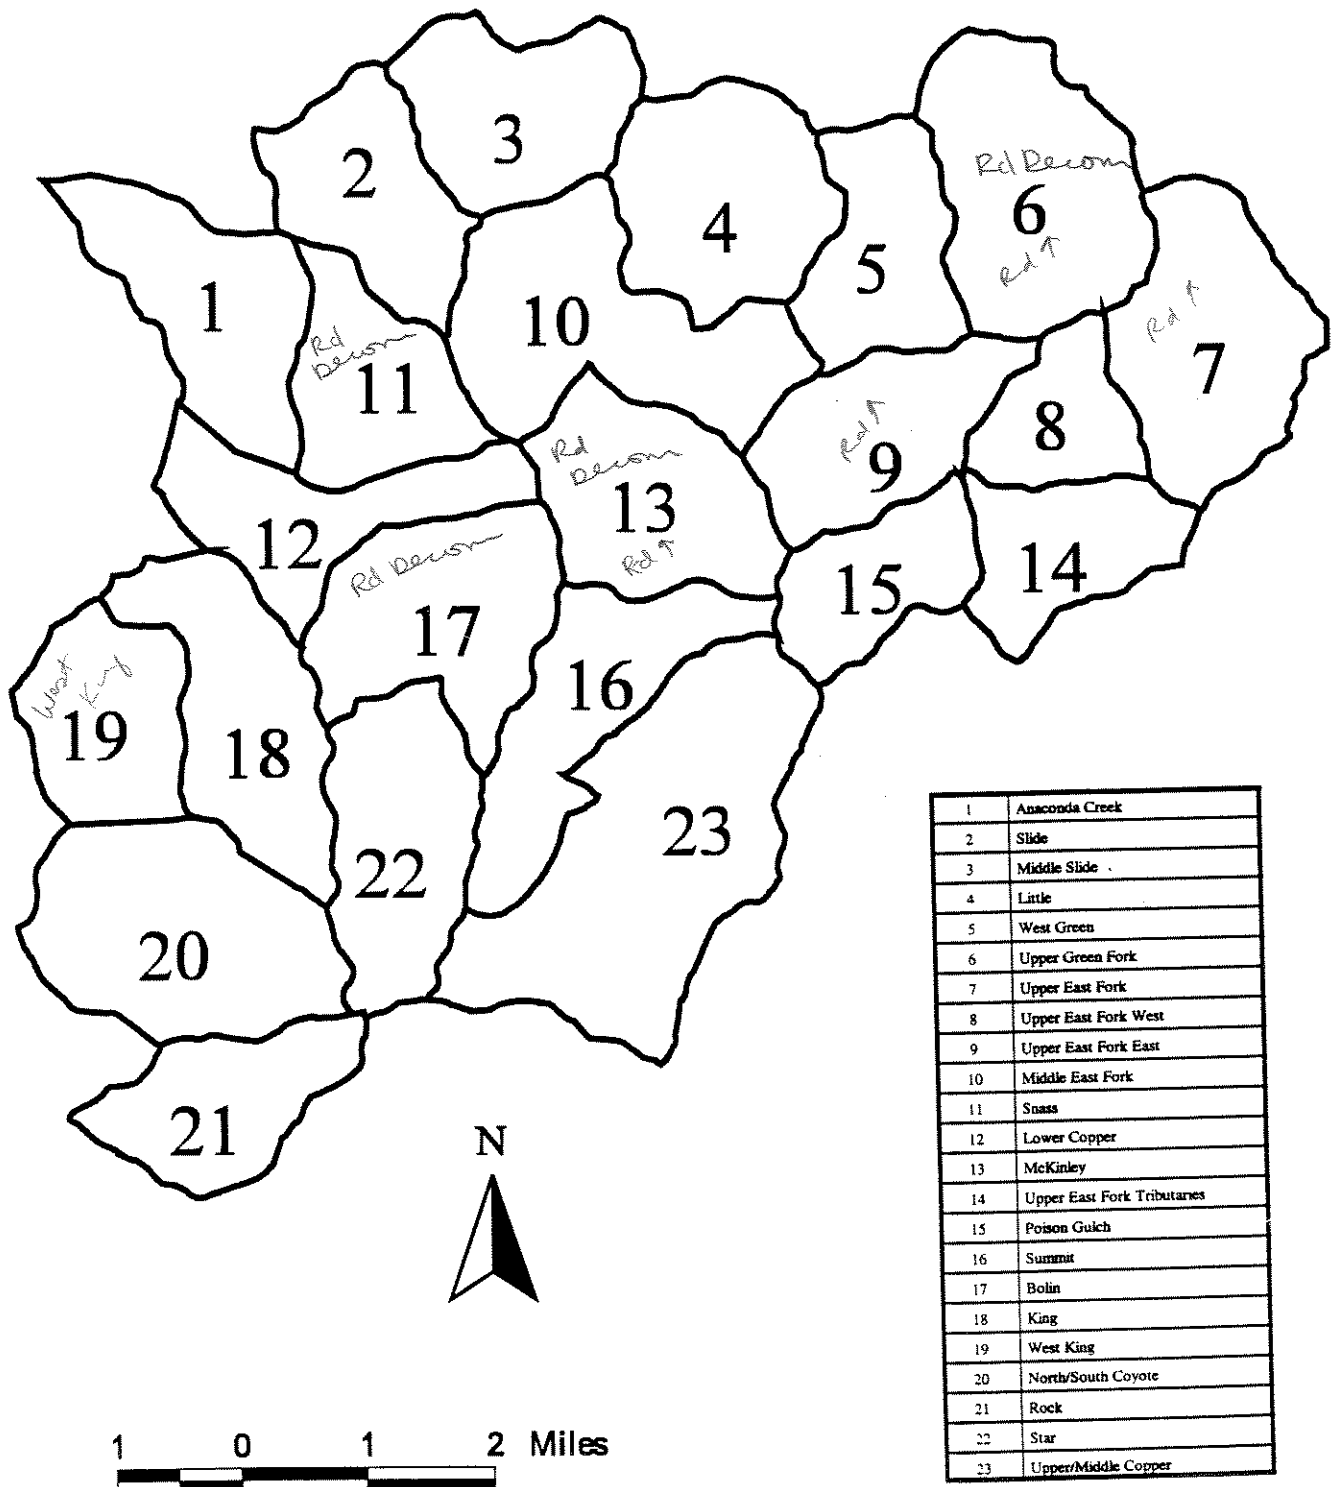 3
2
Rd Decom
6
Rd ↑
4
5
1
10
Rd
Decom
11
Rd ↑
7
Rd ↑
9
8
Rd
Decom
13
Rd ↑
12
Rd Decom
17
15
14
16
West
King
19
18
23
22
20
21
N
1 0 1 2 Miles
1 Anaconda Creek
2 Slide
3 Middle Slide
4 Little
5 West Green
6 Upper Green Fork
7 Upper East Fork
8 Upper East Fork West
9 Upper East Fork East
10 Middle East Fork
11 Snass
12 Lower Copper
13 McKinley
14 Upper East Fork Tributaries
15 Poison Gulch
16 Summit
17 Bolin
18 King
19 West King
20 North/South Coyote
21 Rock
22 Star
23 Upper/Middle Copper